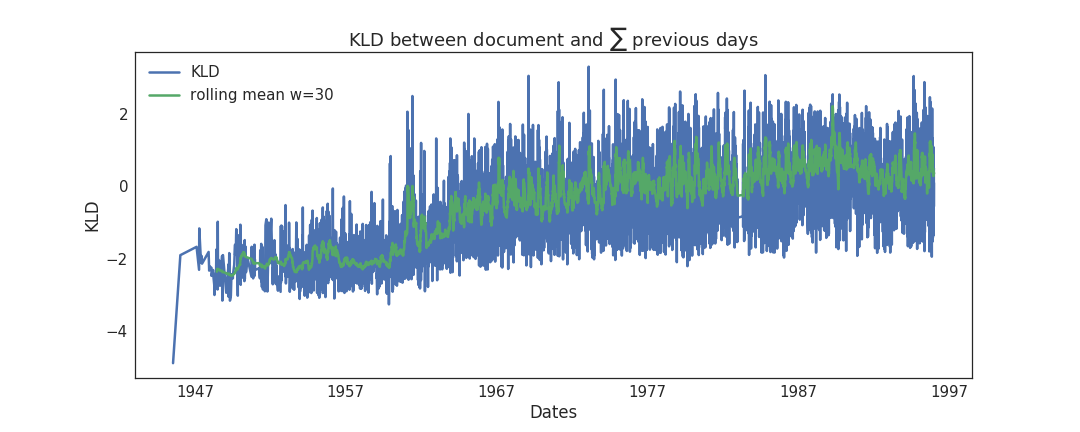 KLD between document and ∑ previous days
KLD
rolling mean w=30
KLD
2
0
−2
−4
1947 1957 1967 1977 1987 1997
Dates